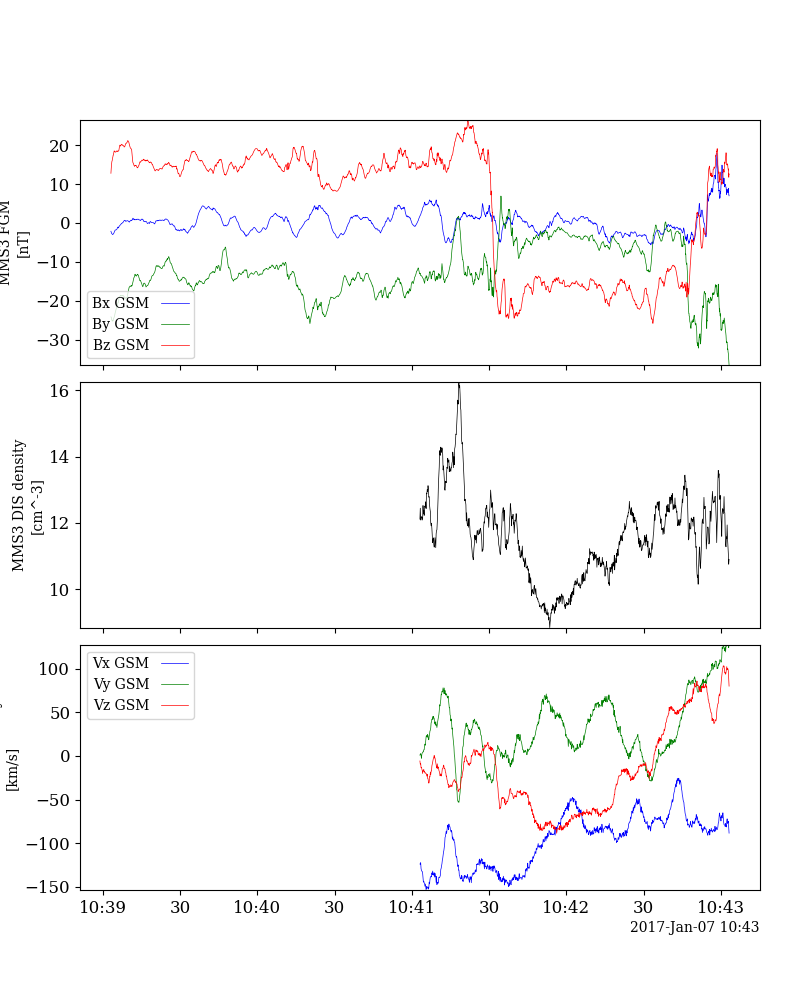 20
10
0
−10
−20
−30
MMS3 FGM
[nT]
Bx GSM
By GSM
Bz GSM
16
14
12
10
MMS3 DIS density
[cm^-3]
100
50
0
−50
−100
−150
[km/s]
Vx GSM
Vy GSM
Vz GSM
10:39 30 10:40 30 10:41 30 10:42 30 10:43
2017-Jan-07 10:43